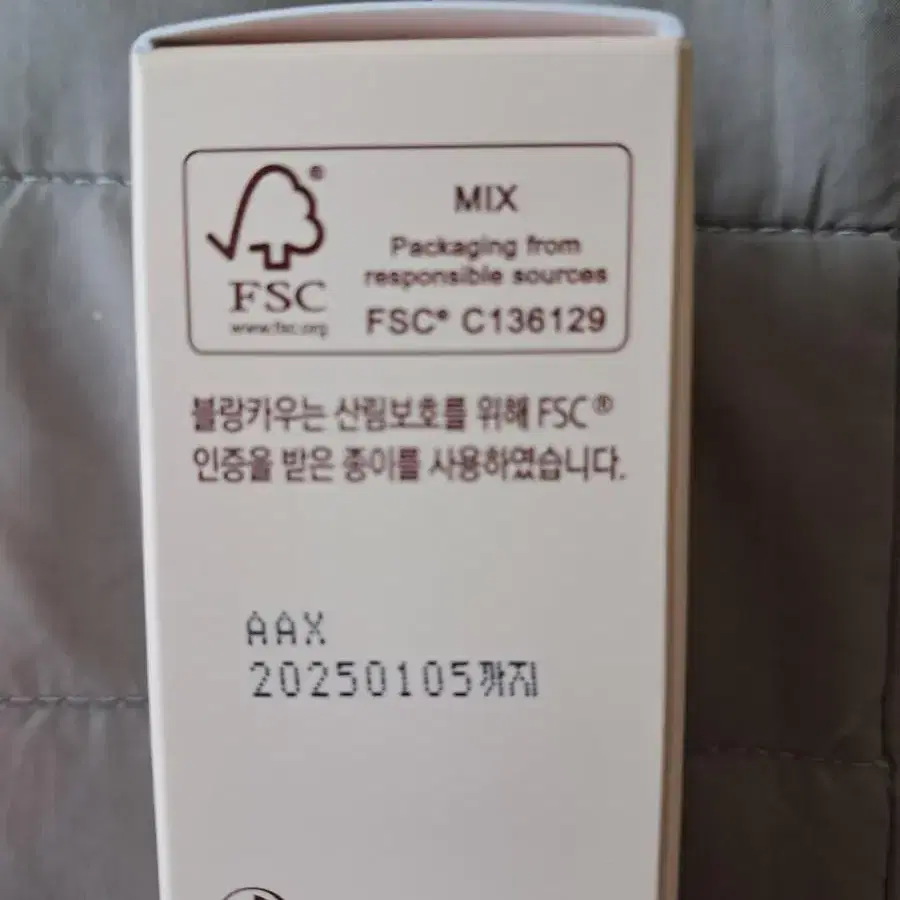 ®
MIX
Packaging from
responsible sources
FSC
www.fsc.org
FSC® C136129
블랑카우는 산림보호를 위해 FSC®
인증을 받은 종이를 사용하였습니다.
AAX
20250105까지